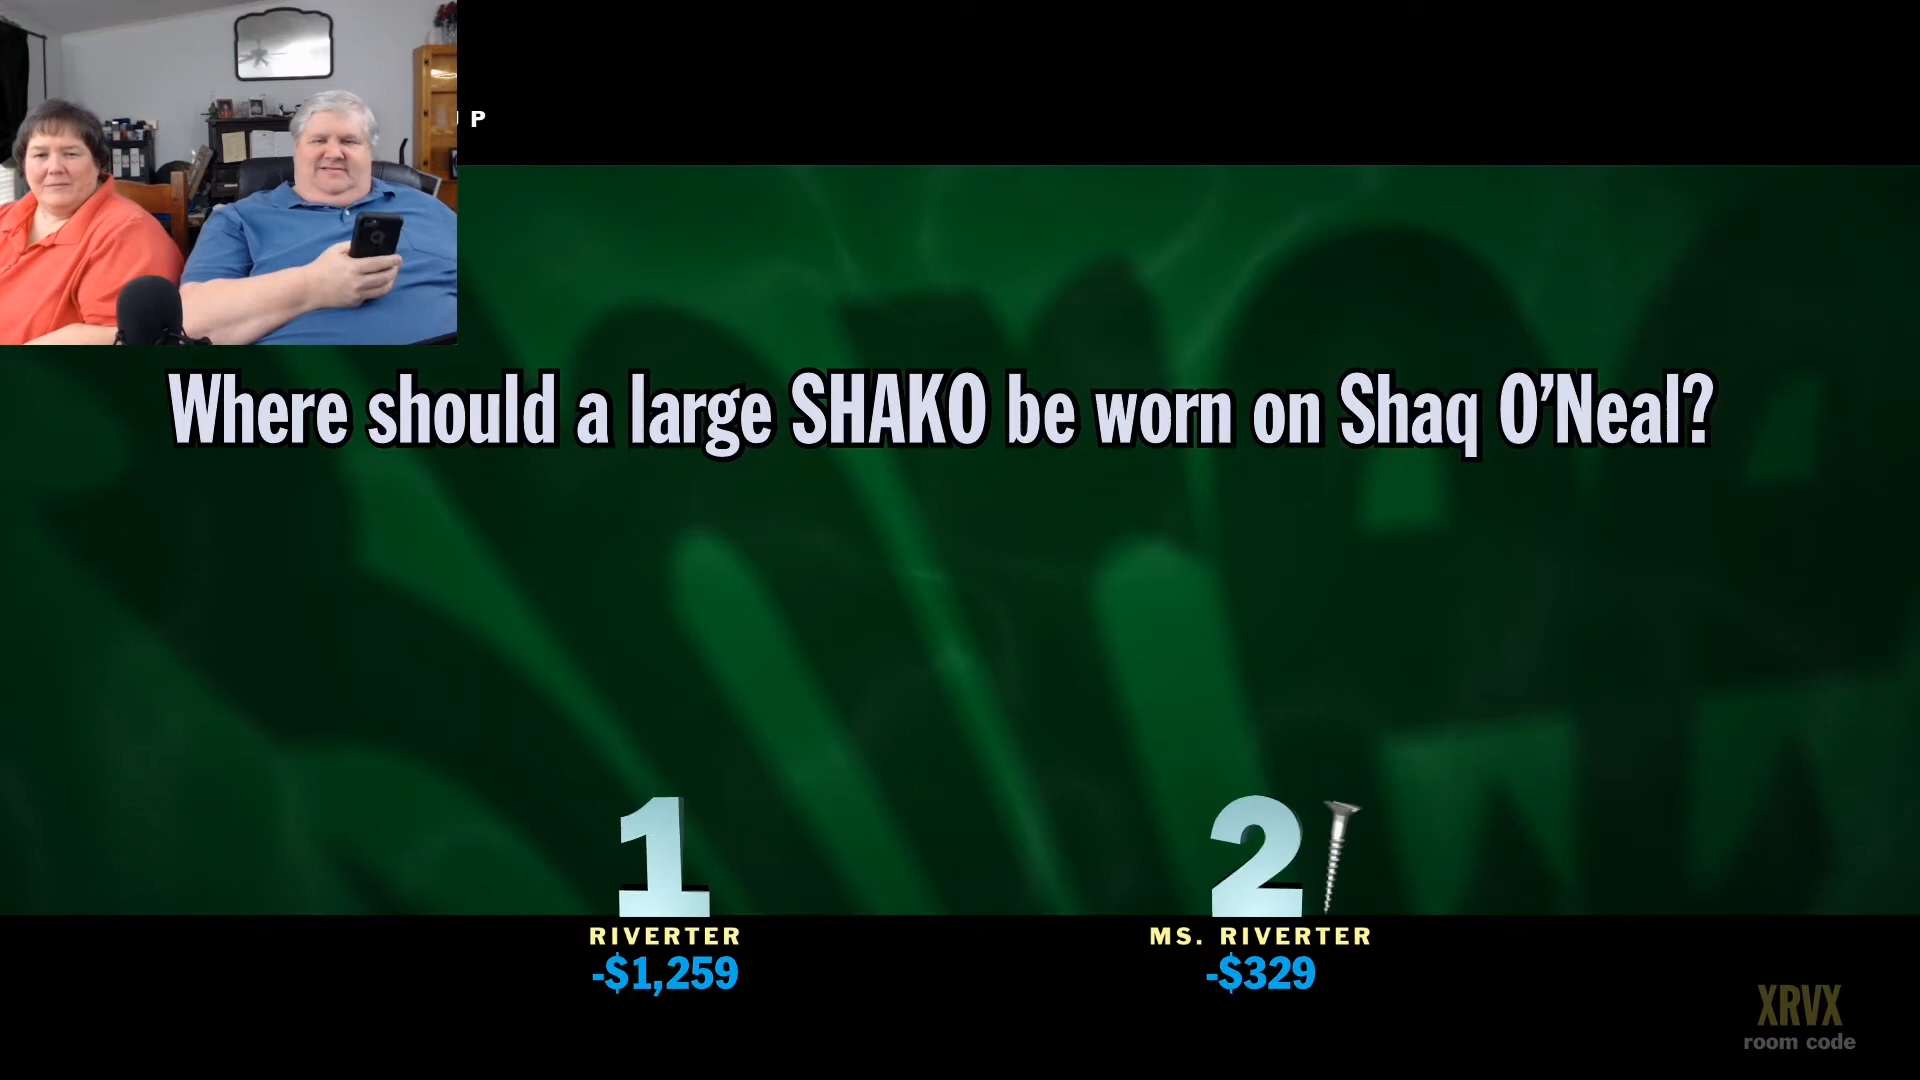 P
Where should a large SHAKO be worn on Shaq O'Neal?
1
2
RIVERTER
MS. RIVERTER
-$1,259
-$329
XRVX
room code